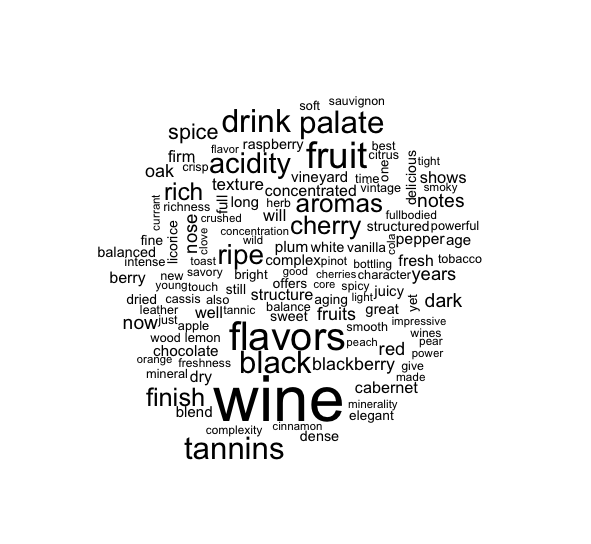 soft sauvignon
drink palate
spice
flavor raspberry fruit best
firm crisp acidity citrus
oak vineyard time one delicious tight
rich texture concentrated vintage shows
smoky
currant richness full long herb aromas notes
crushed will cherry fullbodied
licorice nose clove concentration structured powerful
fine wild cola pepper age
balanced ripe plum white vanilla
intense toast complex pinot bottling fresh tobacco
berry new savory bright good cherries character years
young touch still offers core spicy juicy
dried cassis also structure aging light yet dark
leather well tannic balance sweet fruits great
now just apple flavors smooth impressive
wood lemon peach wines
chocolate black red pear
orange freshness blackberry power
mineral dry give
made
finish wine cabernet
blend minerality
elegant
complexity cinnamon
dense
tannins